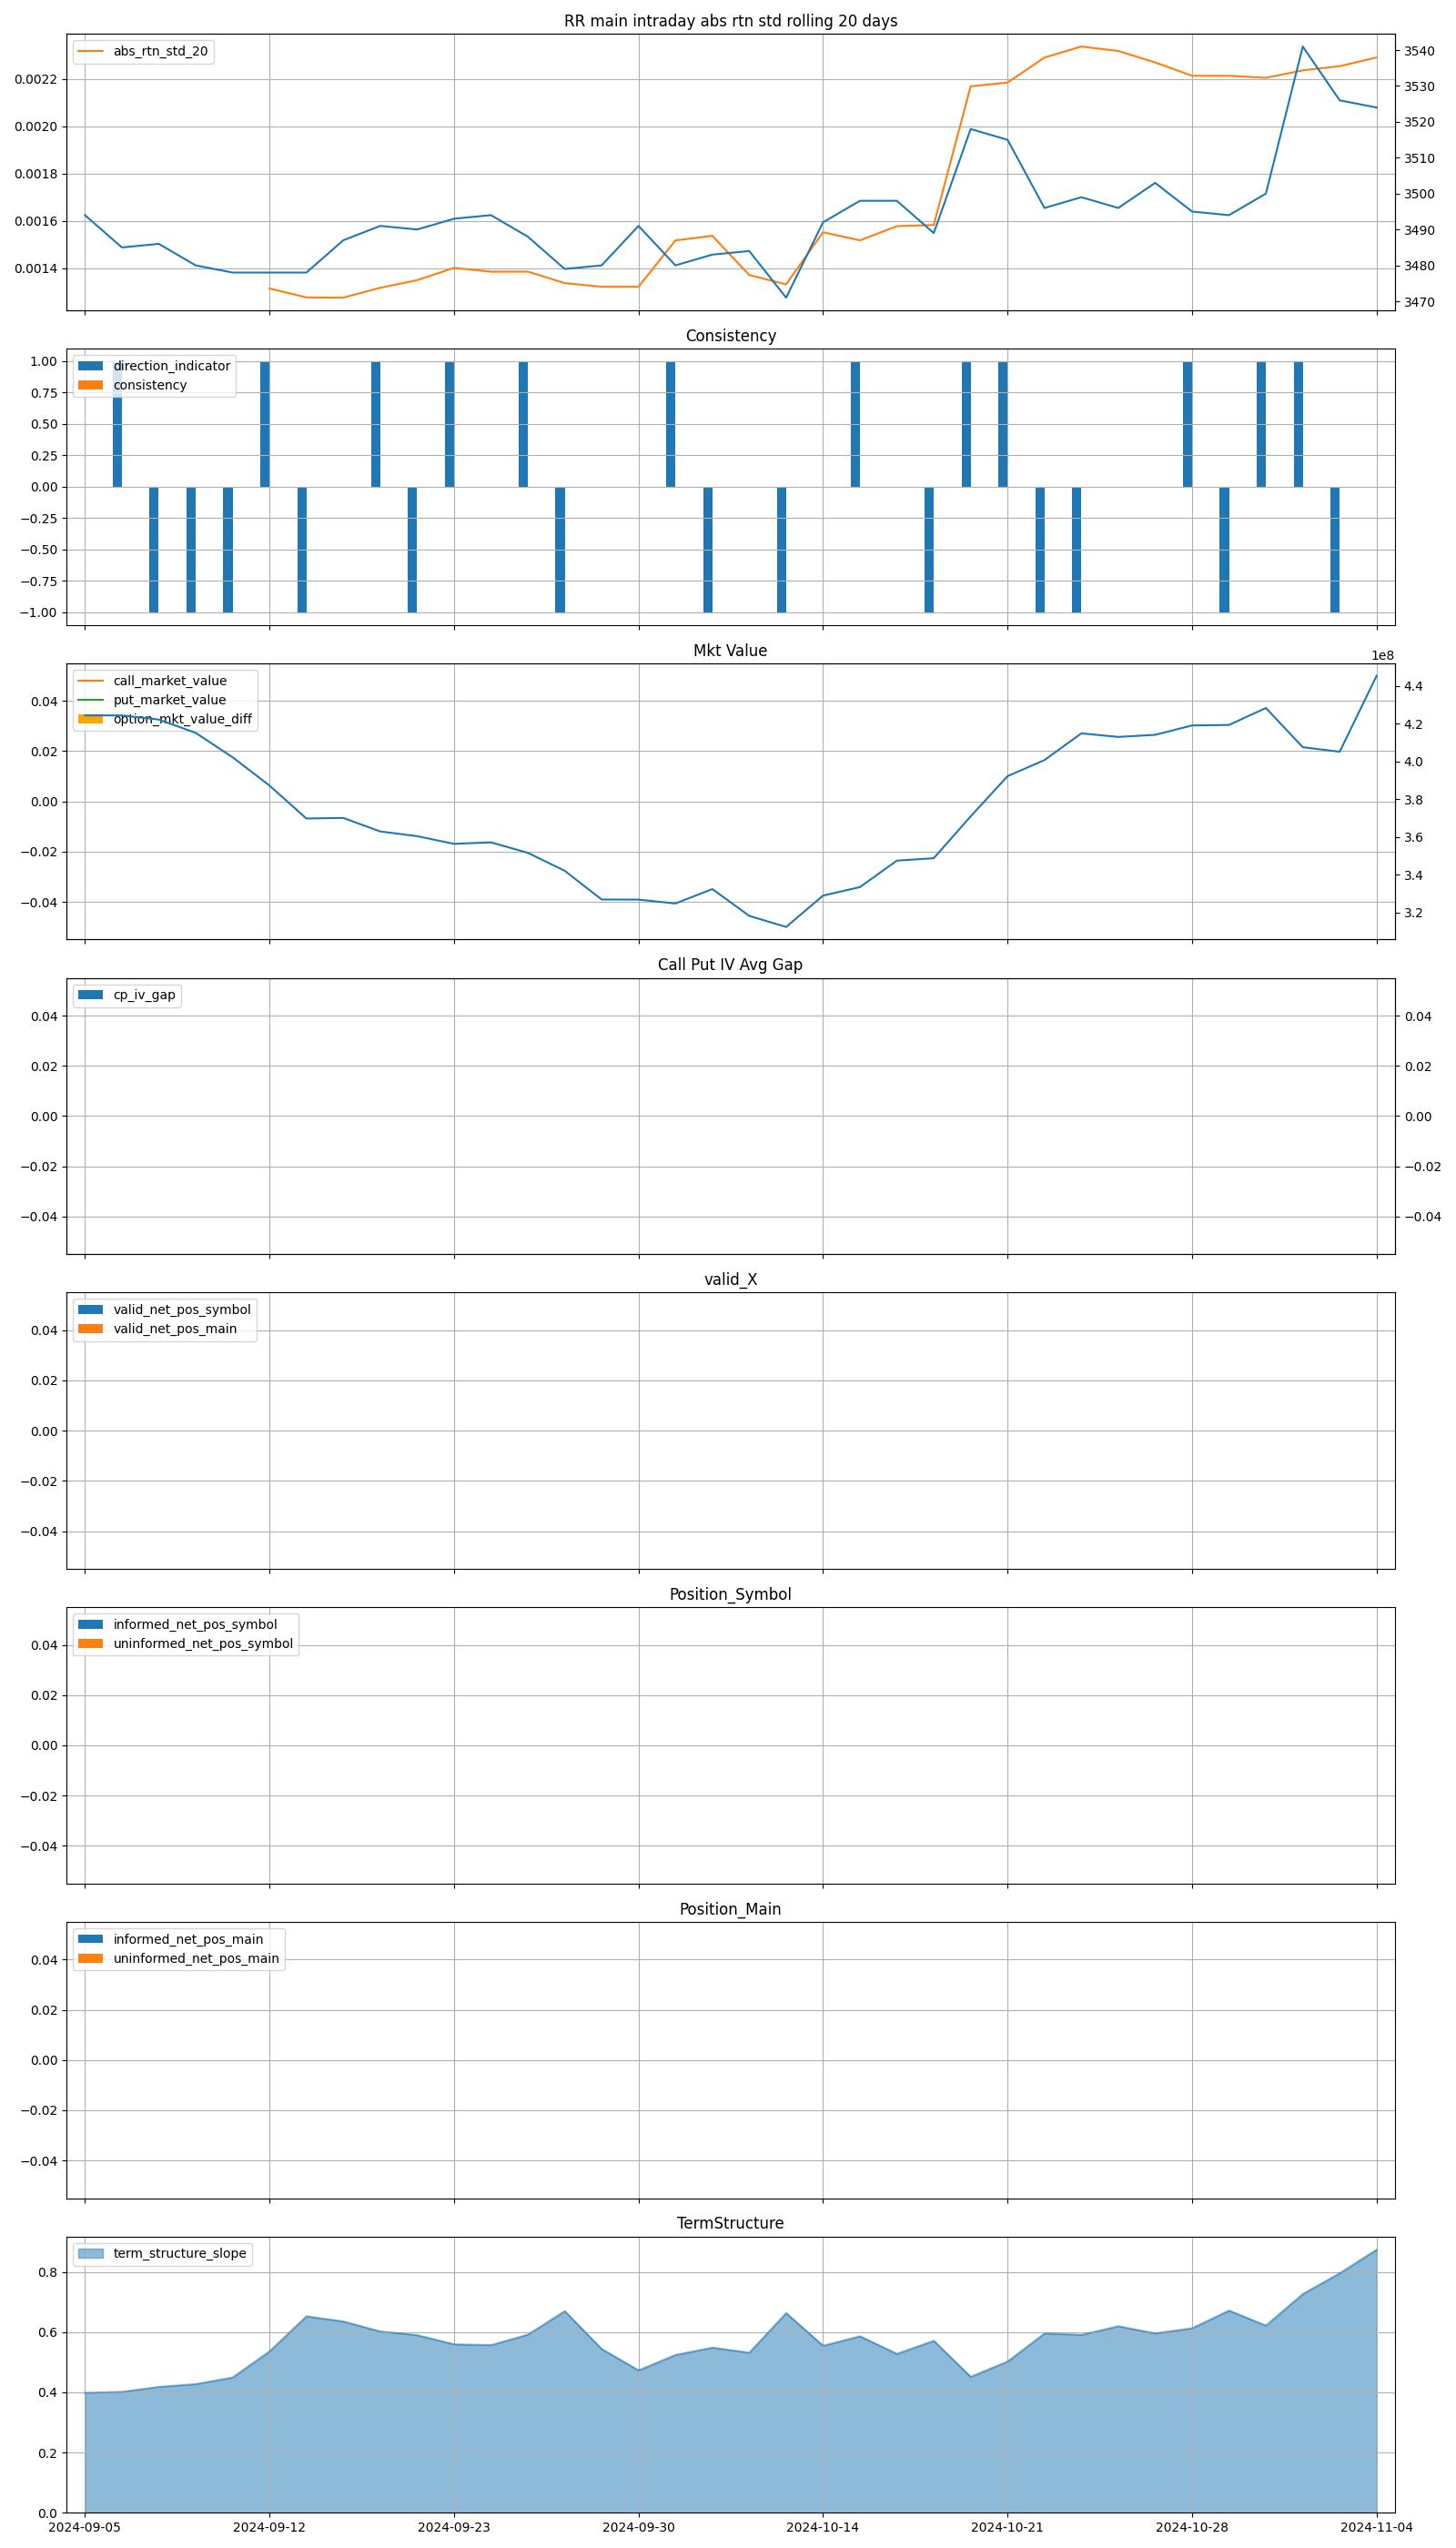 RR main intraday abs rtn std rolling 20 days
abs_rtn_std_20
0.0022
0.0020
0.0018
0.0016
0.0014
3540
3530
3520
3510
3500
3490
3480
3470
Consistency
direction_indicator
consistency
1.00
0.75
0.50
0.25
0.00
−0.25
−0.50
−0.75
−1.00
Mkt Value
1e8
call_market_value
put_market_value
option_mkt_value_diff
0.04
0.02
0.00
−0.02
−0.04
4.4
4.2
4.0
3.8
3.6
3.4
3.2
Call Put IV Avg Gap
cp_iv_gap
0.04
0.02
0.00
−0.02
−0.04
0.04
0.02
0.00
−0.02
−0.04
valid_X
valid_net_pos_symbol
valid_net_pos_main
0.04
0.02
0.00
−0.02
−0.04
Position_Symbol
informed_net_pos_symbol
uninformed_net_pos_symbol
0.04
0.02
0.00
−0.02
−0.04
Position_Main
informed_net_pos_main
uninformed_net_pos_main
0.04
0.02
0.00
−0.02
−0.04
TermStructure
term_structure_slope
0.8
0.6
0.4
0.2
0.0
2024-09-05 2024-09-12 2024-09-23 2024-09-30 2024-10-14 2024-10-21 2024-10-28 2024-11-04